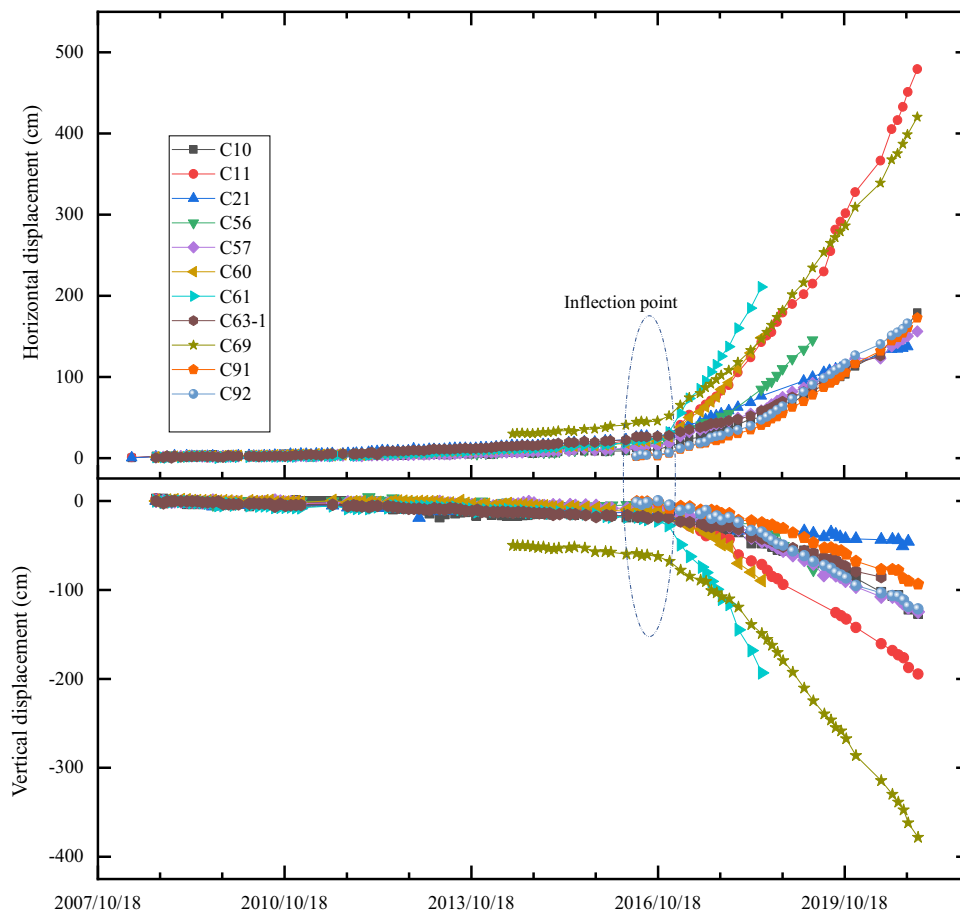 500
400
300
200
100
0
Horizontal displacement (cm)
C10
C11
C21
C56
C57
C60
C61
C63-1
C69
C91
C92
Inflection point
0
-100
-200
-300
-400
Vertical displacement (cm)
2007/10/18 2010/10/18 2013/10/18 2016/10/18 2019/10/18